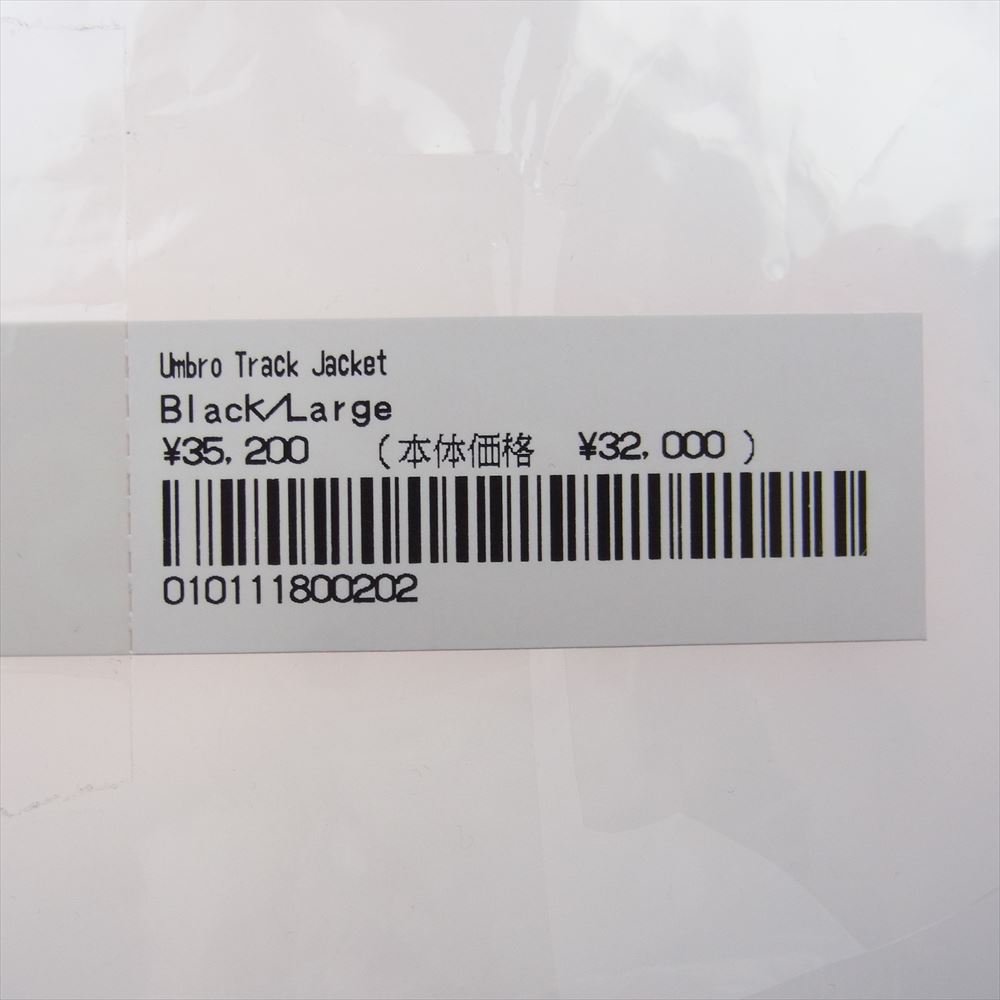 Umbro Track Jacket
Black/Large
¥35,200 (本体価格 ¥32,000)
010111800202